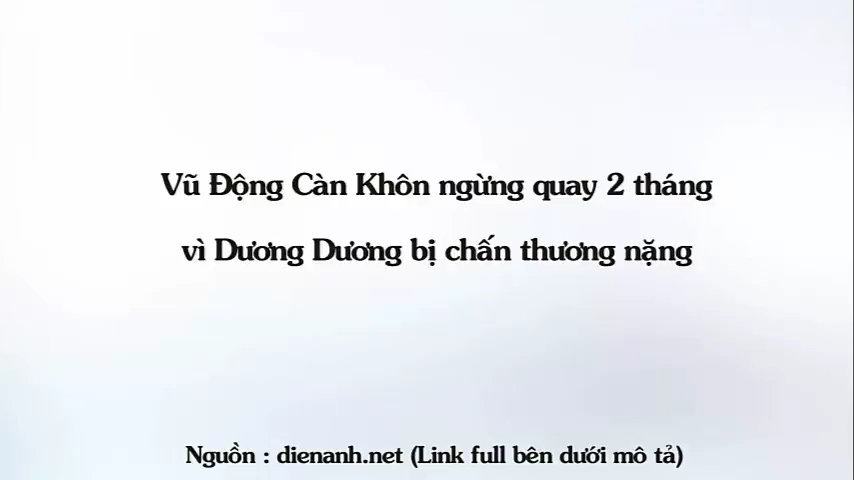 Vũ Động Càn Khôn ngừng quay 2 tháng
vì Dương Dương bị chấn thương nặng
Nguồn : dienanh.net (Link full bên dưới mô tả)